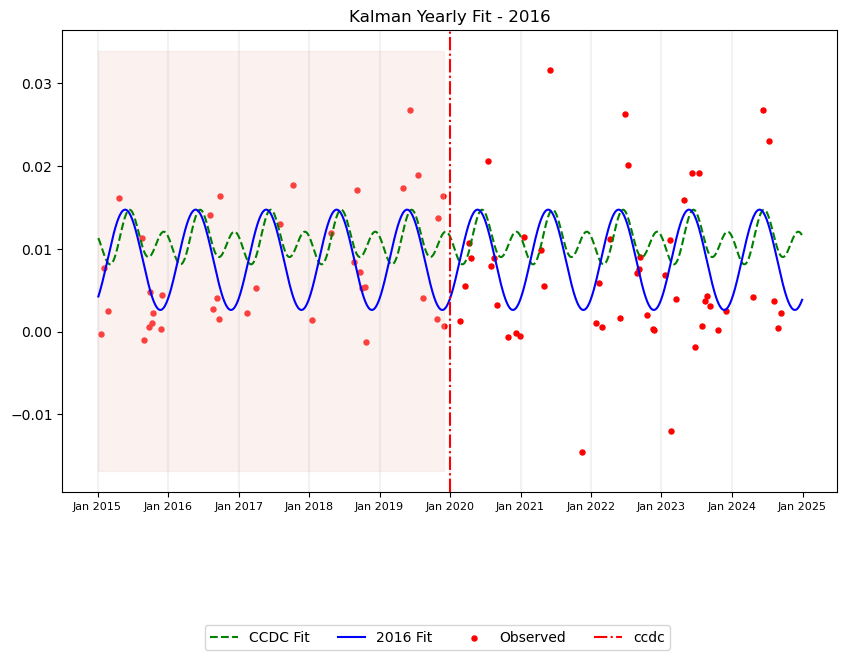 Kalman Yearly Fit - 2016
0.03
0.02
0.01
0.00
−0.01
Jan 2015 Jan 2016 Jan 2017 Jan 2018 Jan 2019 Jan 2020 Jan 2021 Jan 2022 Jan 2023 Jan 2024 Jan 2025
CCDC Fit 2016 Fit Observed ccdc